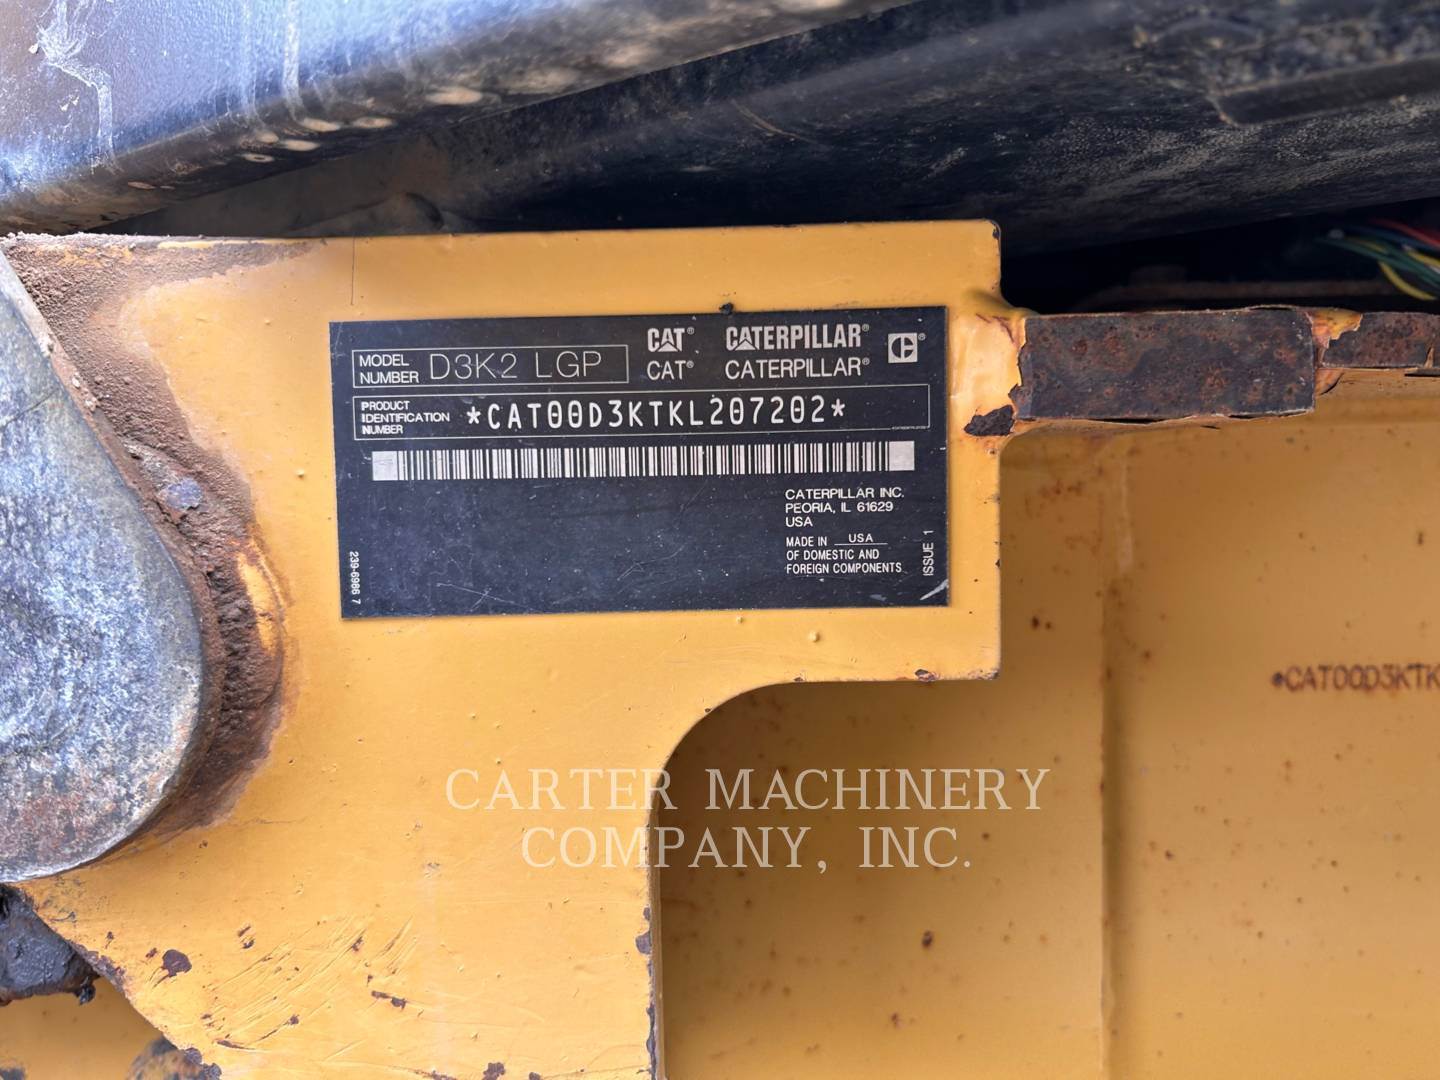 MODEL NUMBER D3K2 LGP
CAT® CATERPILLAR®
CAT® CATERPILLAR®
PRODUCT IDENTIFICATION NUMBER *CAT00D3KTKL207202*
CATERPILLAR INC.
PEORIA, IL 61629
USA
MADE IN USA
OF DOMESTIC AND
FOREIGN COMPONENTS
ISSUE 1
239-6986 7
*CAT00D3KTK
CARTER MACHINERY
COMPANY, INC.